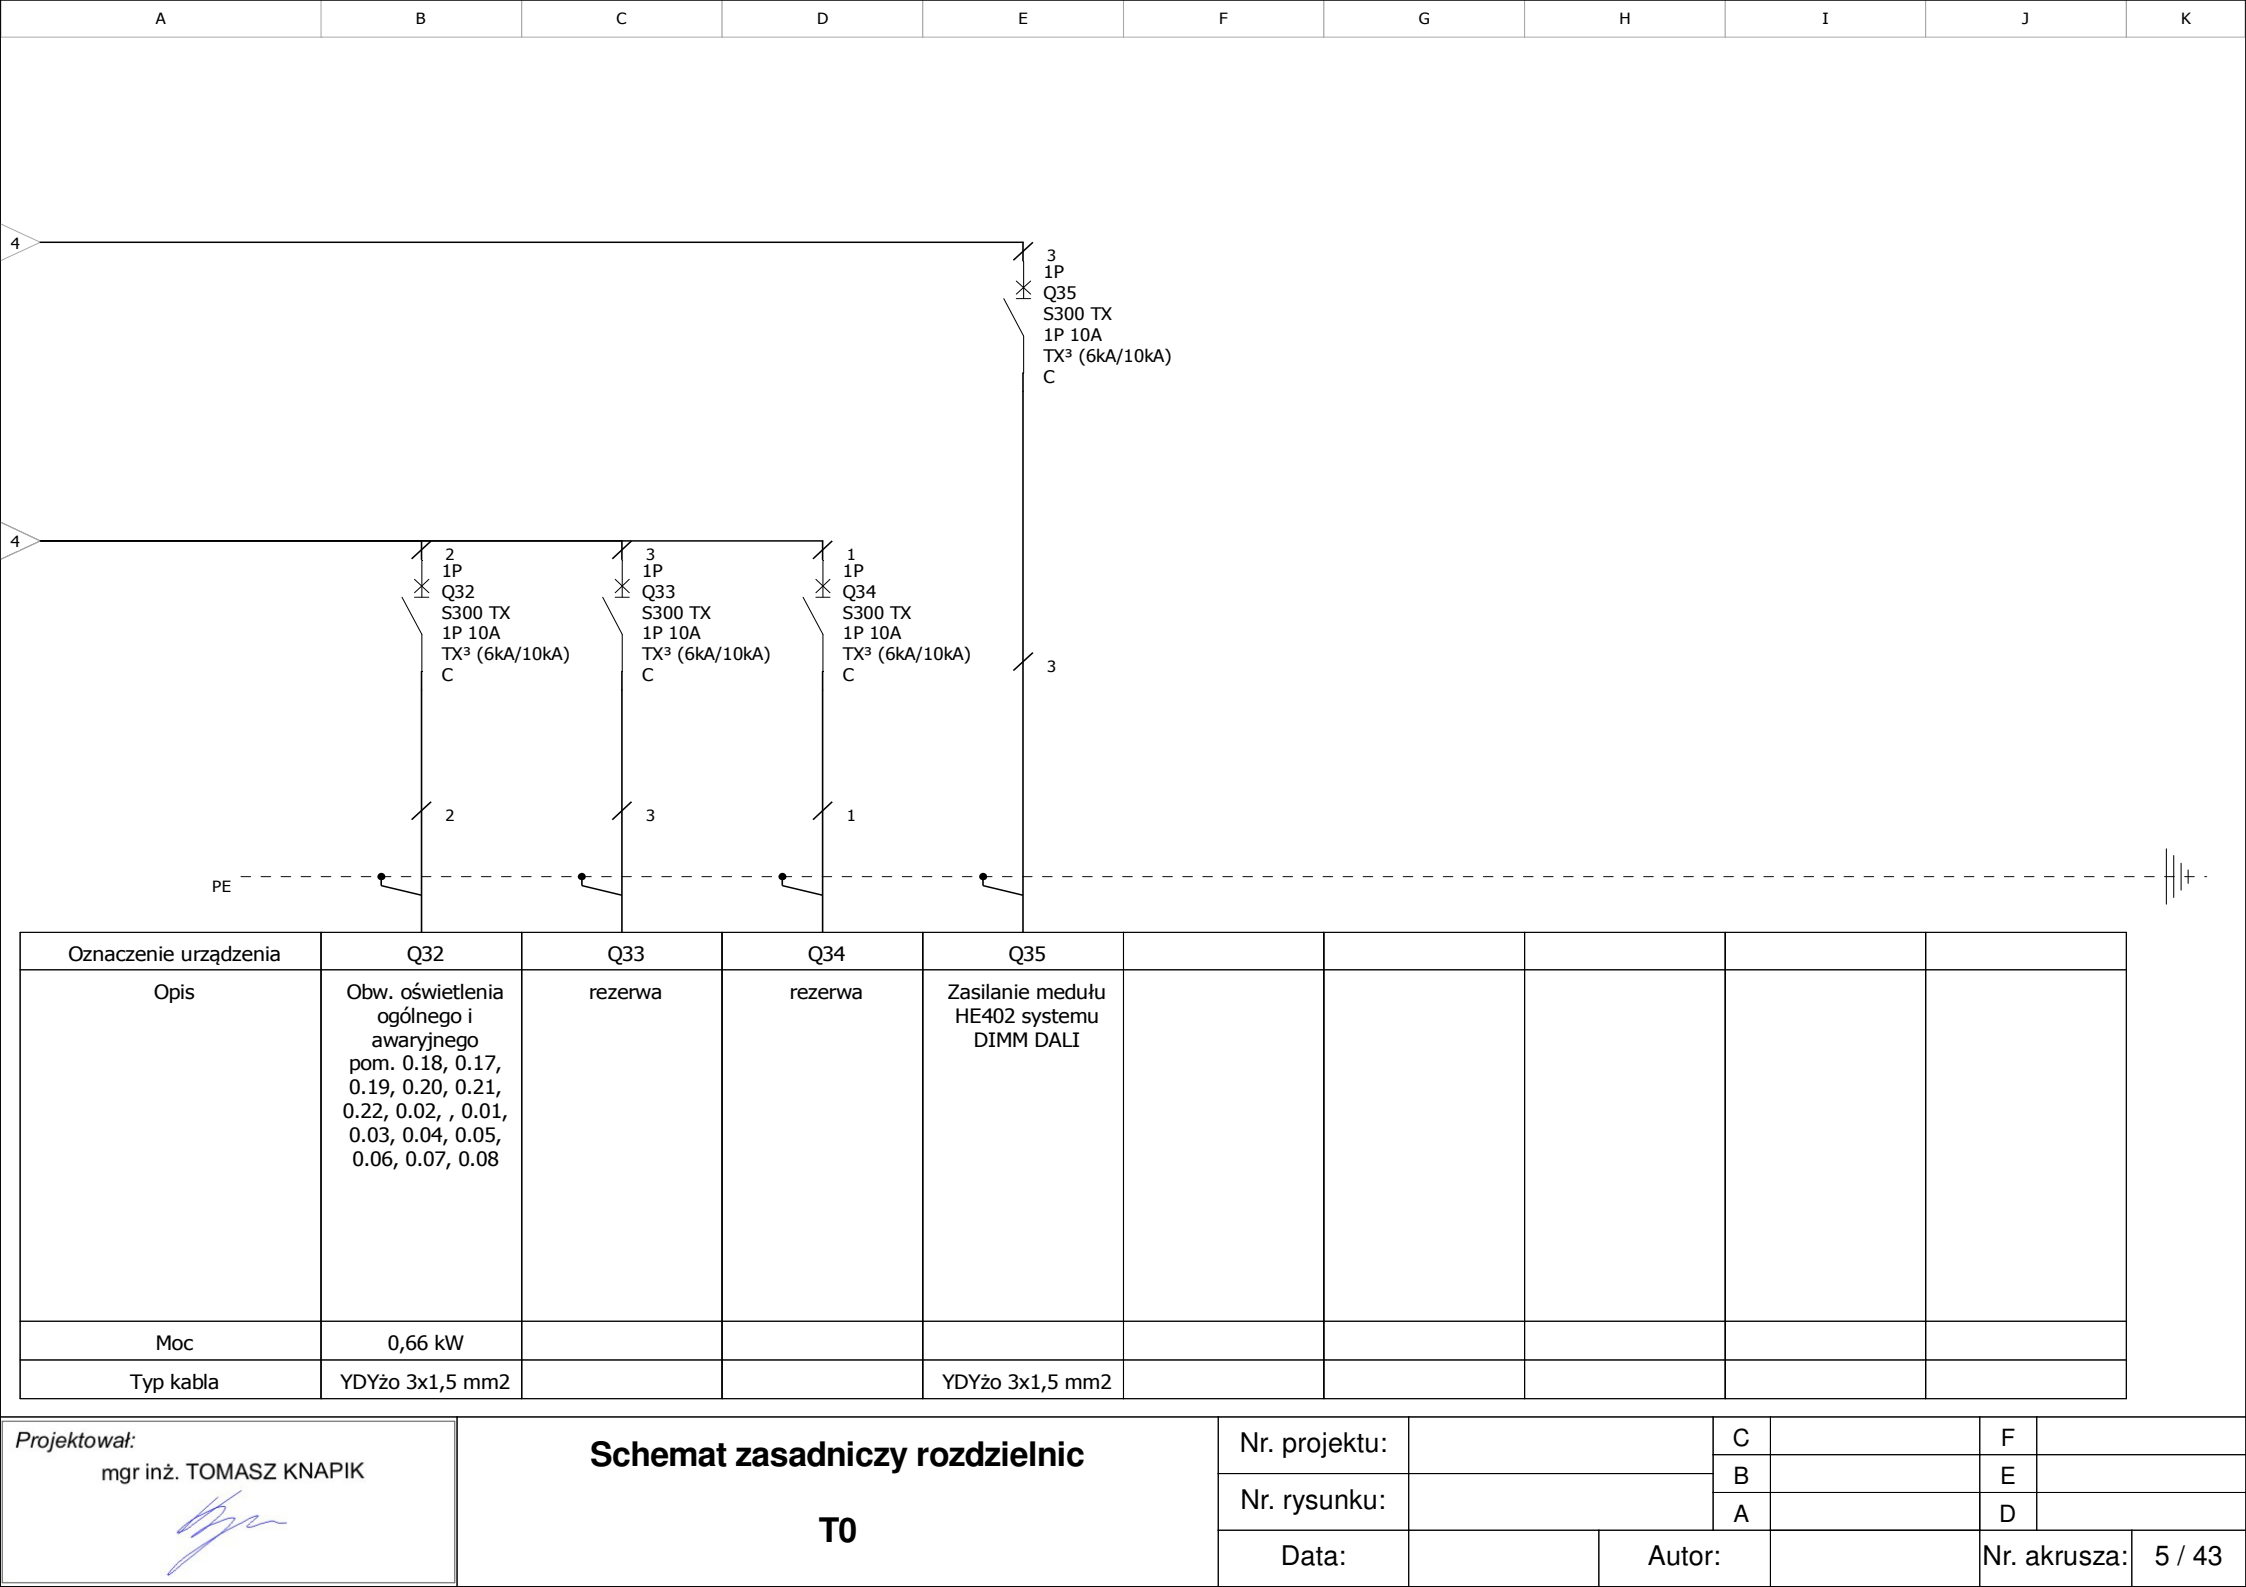 A B C D E F G H I J K
4
3
1P
Q35
S300 TX
1P 10A
TX³ (6kA/10kA)
C
4
2
1P
Q32
S300 TX
1P 10A
TX³ (6kA/10kA)
C
3
1P
Q33
S300 TX
1P 10A
TX³ (6kA/10kA)
C
1
1P
Q34
S300 TX
1P 10A
TX³ (6kA/10kA)
C
3
2
3
1
PE
Oznaczenie urządzenia Q32 Q33 Q34 Q35
Opis
Obw. oświetlenia
ogólnego i
awaryjnego
pom. 0.18, 0.17,
0.19, 0.20, 0.21,
0.22, 0.02, , 0.01,
0.03, 0.04, 0.05,
0.06, 0.07, 0.08
rezerwa
rezerwa
Zasilanie medułu
HE402 systemu
DIMM DALI
Moc 0,66 kW
Typ kabla YDYżo 3x1,5 mm2 YDYżo 3x1,5 mm2
Projektował:
mgr inż. TOMASZ KNAPIK
Schemat zasadniczy rozdzielnic
T0
Nr. projektu:
Nr. rysunku:
C F
B E
A D
Data: Autor: Nr. akrusza: 5 / 43